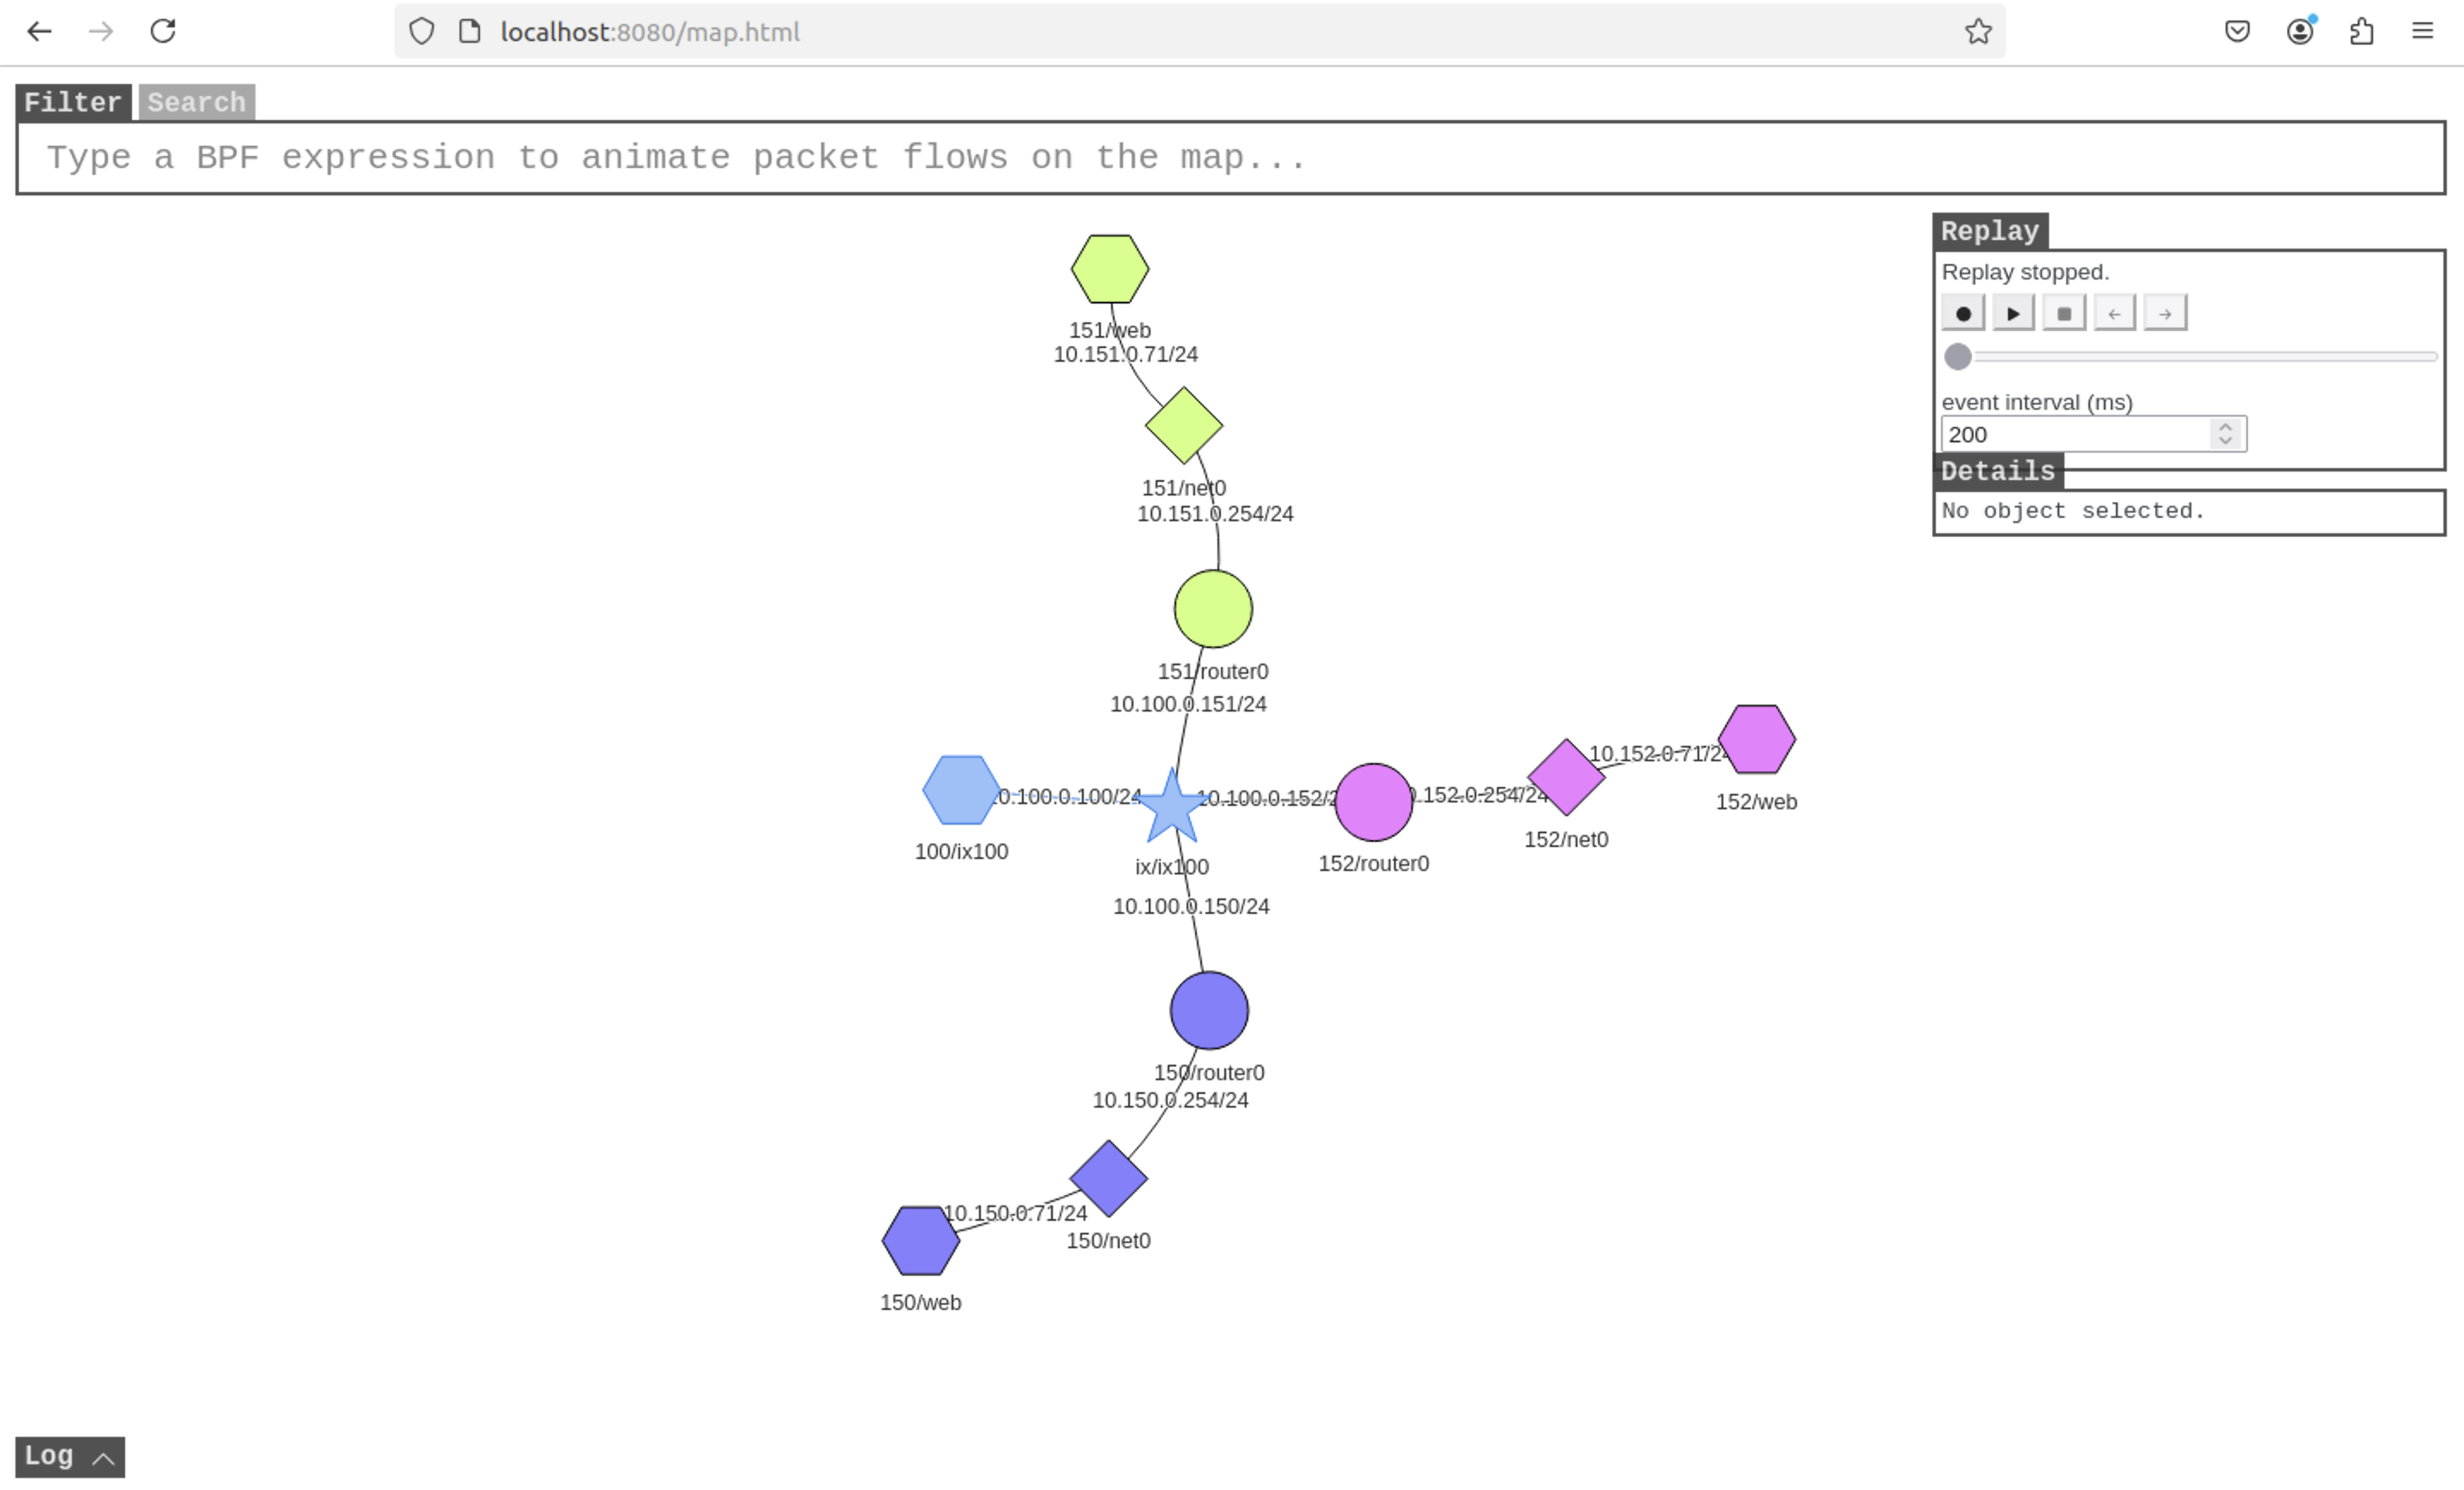 localhost:8080/map.html
Filter Search
Type a BPF expression to animate packet flows on the map...
Replay
Replay stopped.
event interval (ms)
200
Details
No object selected.
151/web
10.151.0.71/24
151/net0
10.151.0.254/24
151/router0
10.100.0.151/24
10.152.0.71/24
152/web
0.100.0.100/24
10.100.0.152/2
0.152.0.254/24
152/net0
100/ix100
ix/ix100
152/router0
10.100.0.150/24
150/router0
10.150.0.254/24
10.150.0.71/24
150/net0
150/web
Log